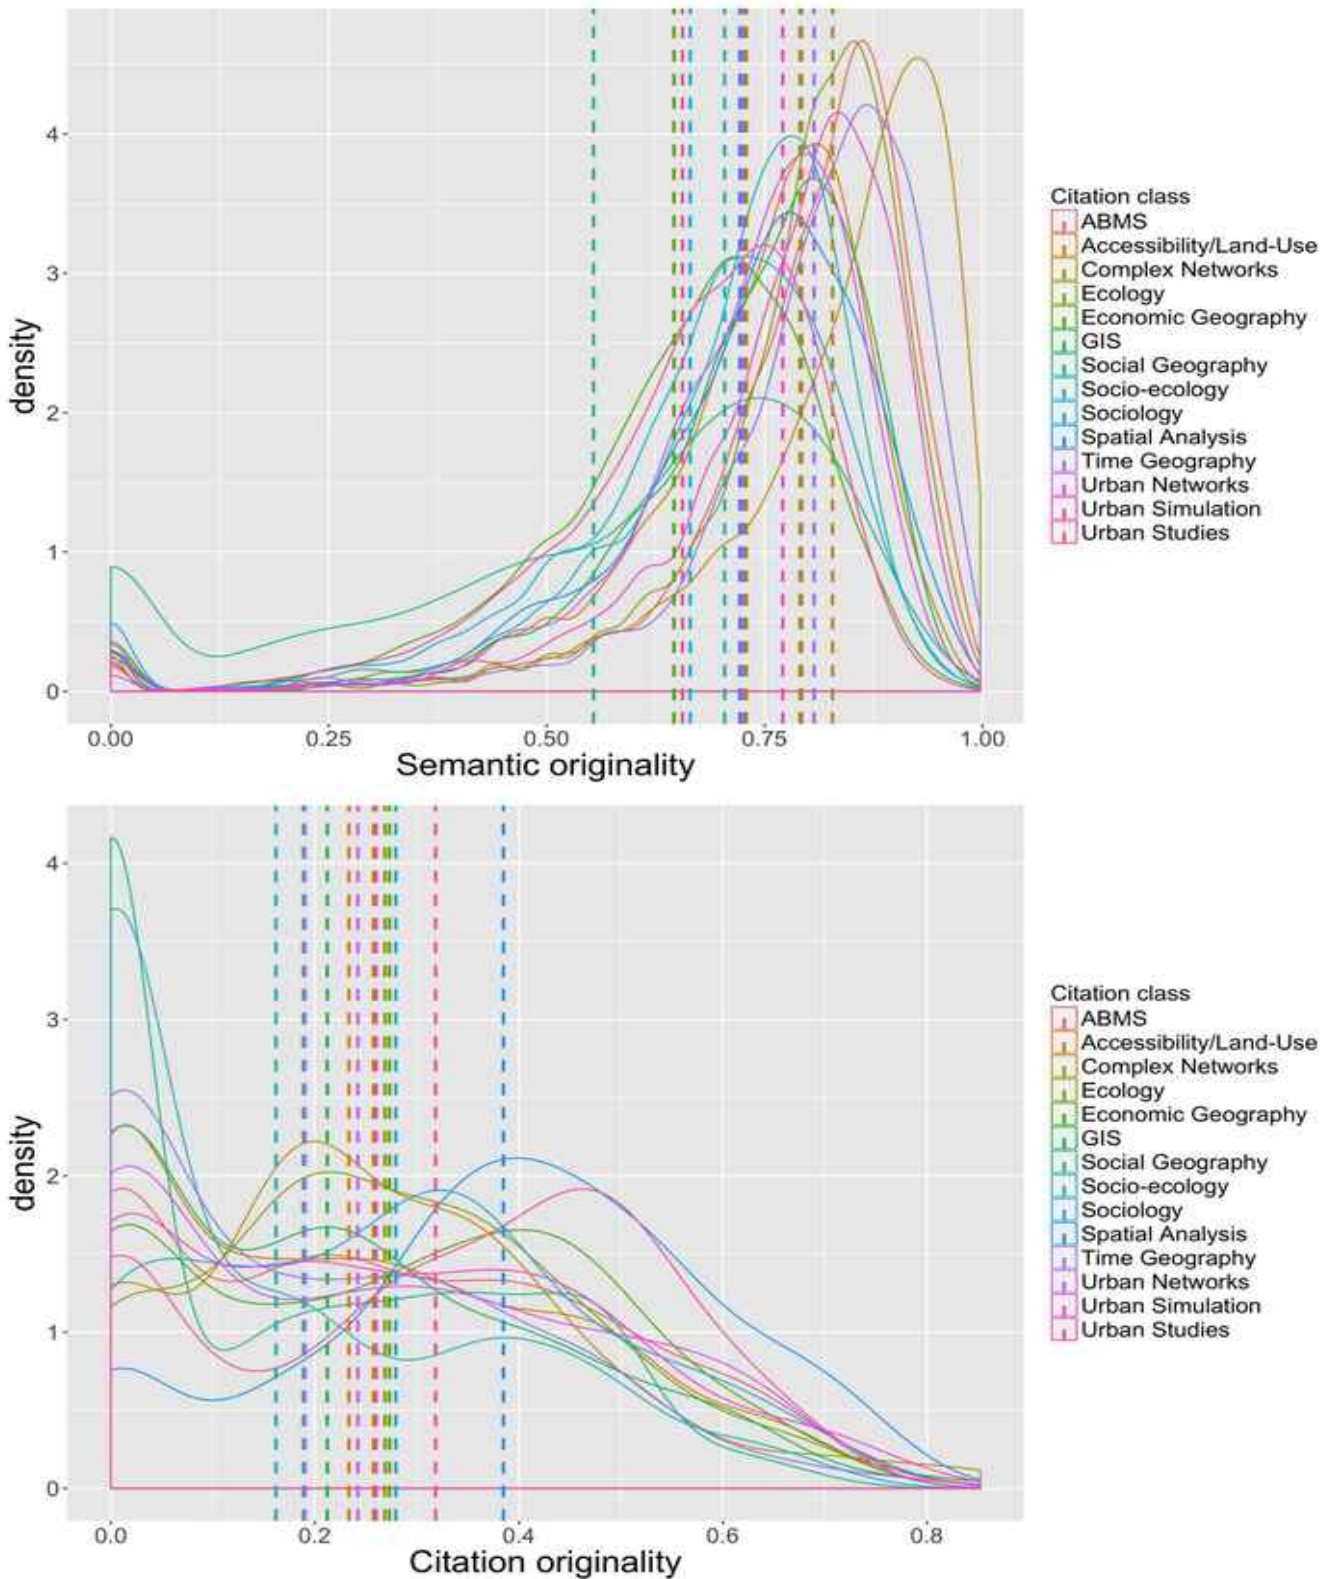 4
3
2
1
0
density
0.00 0.25 0.50 0.75 1.00
Semantic originality
Citation class
ABMS
Accessibility/Land-Use
Complex Networks
Ecology
Economic Geography
GIS
Social Geography
Socio-ecology
Sociology
Spatial Analysis
Time Geography
Urban Networks
Urban Simulation
Urban Studies
4
3
2
1
0
density
0.0 0.2 0.4 0.6 0.8
Citation originality
Citation class
ABMS
Accessibility/Land-Use
Complex Networks
Ecology
Economic Geography
GIS
Social Geography
Socio-ecology
Sociology
Spatial Analysis
Time Geography
Urban Networks
Urban Simulation
Urban Studies